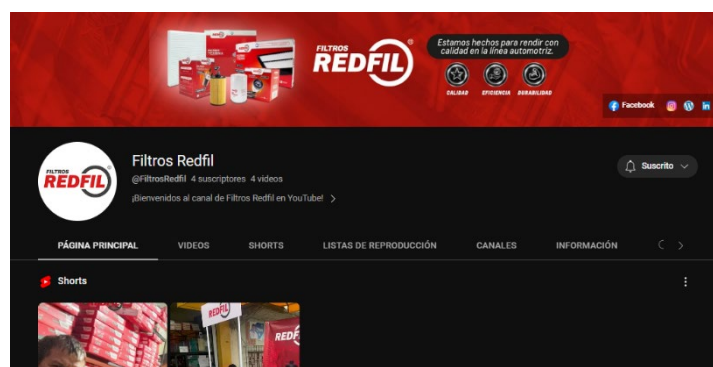 FILTROS
REDFIL
Estamos hechos para rendir con
calidad en la línea automotriz.
CALIDAD EFICIENCIA DURABILIDAD
Facebook
FILTROS
REDFIL
Filtros Redfil
@FiltrosRedfil 4 suscriptores 4 videos
¡Bienvenidos al canal de Filtros Redfil en YouTube!
Suscrito
PÁGINA PRINCIPAL VIDEOS SHORTS LISTAS DE REPRODUCCIÓN CANALES INFORMACIÓN
Shorts
REDFIL
REDF